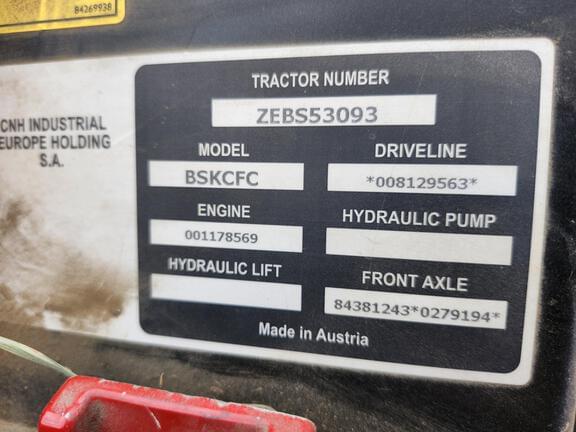 84269938
CNH INDUSTRIAL
EUROPE HOLDING
S.A.
TRACTOR NUMBER
ZEBS53093
MODEL
BSKCFC
DRIVELINE
*008129563*
ENGINE
001178569
HYDRAULIC PUMP
HYDRAULIC LIFT
FRONT AXLE
84381243*0279194*
Made in Austria